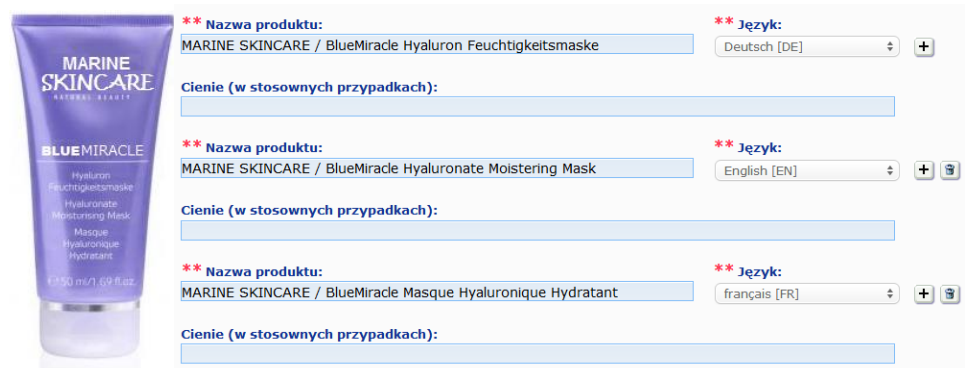 MARINE
SKINCARE
NATURAL BEAUTY
BLUEMIRACLE
Hyaluron
Feuchtigkeitsmaske
Hyaluronate
Moisturising Mask
Masque
Hyaluronique
Hydratant
℮150 ml/1.69 fl.oz.
** Nazwa produktu:
** Język:
MARINE SKINCARE / BlueMiracle Hyaluron Feuchtigkeitsmaske
Deutsch [DE]
+
Cienie (w stosownych przypadkach):
** Nazwa produktu:
** Język:
MARINE SKINCARE / BlueMiracle Hyaluronate Moistering Mask
English [EN]
+
Cienie (w stosownych przypadkach):
** Nazwa produktu:
** Język:
MARINE SKINCARE / BlueMiracle Masque Hyaluronique Hydratant
français [FR]
+
Cienie (w stosownych przypadkach):